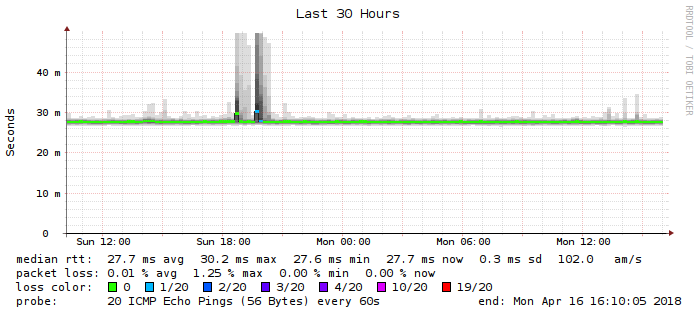 Last 30 Hours
RRDTOOL / TOBI OETIKER
Seconds
40 m
30 m
20 m
10 m
0
Sun 12:00 Sun 18:00 Mon 00:00 Mon 06:00 Mon 12:00
median rtt: 27.7 ms avg 30.2 ms max 27.6 ms min 27.7 ms now 0.3 ms sd 102.0 am/s
packet loss: 0.01 % avg 1.25 % max 0.00 % min 0.00 % now
loss color: 0 1/20 2/20 3/20 4/20 10/20 19/20
probe: 20 ICMP Echo Pings (56 Bytes) every 60s end: Mon Apr 16 16:10:05 2018